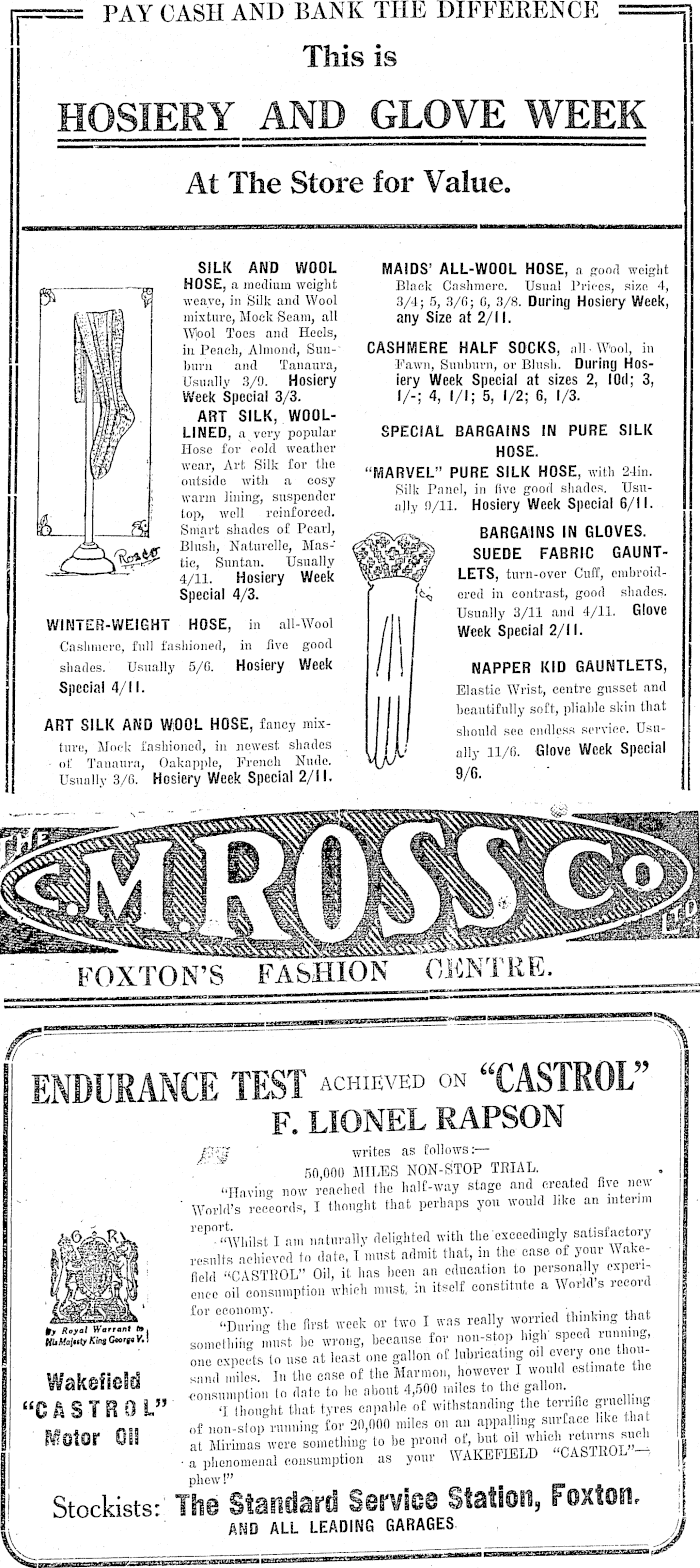 PAY CASH AND BANK THE DIFFERENCE
This is
HOSIERY AND GLOVE WEEK
At The Store for Value.
SILK AND WOOL
HOSE, a medium weight
weave, in Silk and Wool
mixture, Mock Seam, all
Wool Toes and Heels,
in Peach, Almond, Sun-
burn and Tanaura,
Usually 3/9. Hosiery
Week Special 3/3.
ART SILK, WOOL-
LINED, a very popular
Hose for cold weather
wear, Art Silk for the
outside with a cosy
warm lining, suspender
top, well reinforced.
Smart shades of Pearl,
Blush, Naturelle, Mas-
tic, Suntan. Usually
4/11. Hosiery Week
Special 4/3.
Rosco
WINTER-WEIGHT HOSE, in all-Wool
Cashmere, full fashioned, in five good
shades. Usually 5/6. Hosiery Week
Special 4/11.
ART SILK AND WOOL HOSE, fancy mix-
ture, Mock fashioned, in newest shades
of Tanaura, Oakapple, French Nude.
Usually 3/6. Hosiery Week Special 2/11.
MAIDS' ALL-WOOL HOSE, a good weight
Black Cashmere. Usual Prices, size 4,
3/4; 5, 3/6; 6, 3/8. During Hosiery Week,
any Size at 2/11.
CASHMERE HALF SOCKS, all-Wool, in
Fawn, Sunburn, or Blush. During Hos-
iery Week Special at sizes 2, 10d; 3,
1/-; 4, 1/1; 5, 1/2; 6, 1/3.
SPECIAL BARGAINS IN PURE SILK
HOSE.
"MARVEL" PURE SILK HOSE, with 24in.
Silk Panel, in five good shades. Usu-
ally 9/11. Hosiery Week Special 6/11.
BARGAINS IN GLOVES.
SUEDE FABRIC GAUNT-
LETS, turn-over Cuff, embroid-
ered in contrast, good shades.
Usually 3/11 and 4/11. Glove
Week Special 2/11.
NAPPER KID GAUNTLETS,
Elastic Wrist, centre gusset and
beautifully soft, pliable skin that
should see endless service. Usu-
ally 11/6. Glove Week Special
9/6.
THE
C.M. ROSS Co
LTD
FOXTON'S FASHION CENTRE.
ENDURANCE TEST ACHIEVED ON "CASTROL"
F. LIONEL RAPSON
writes as follows:—
50,000 MILES NON-STOP TRIAL.
"Having now reached the half-way stage and created five new
World's reccords, I thought that perhaps you would like an interim
report.
"Whilst I am naturally delighted with the exceedingly satisfactory
results achieved to date, I must admit that, in the case of your Wake-
field "CASTROL" Oil, it has been an education to personally experi-
ence oil consumption which must, in itself constitute a World's record
for economy.
"During the first week or two I was really worried thinking that
something must be wrong, because for non-stop high speed running,
one expects to use at least one gallon of lubricating oil every one thou-
sand miles. In the case of the Marmon, however I would estimate the
consumption to date to be about 4,500 miles to the gallon.
'I thought that tyres capable of withstanding the terrific gruelling
of non-stop running for 20,000 miles on an appalling surface like that
at Mirimas were something to be proud of, but oil which returns such
a phenomenal consumption as your WAKEFIELD "CASTROL"—
phew!"
G R
By Royal Warrant to
His Majesty King George V.
Wakefield
"CASTROL"
Motor Oil
Stockists: The Standard Service Station, Foxton.
AND ALL LEADING GARAGES